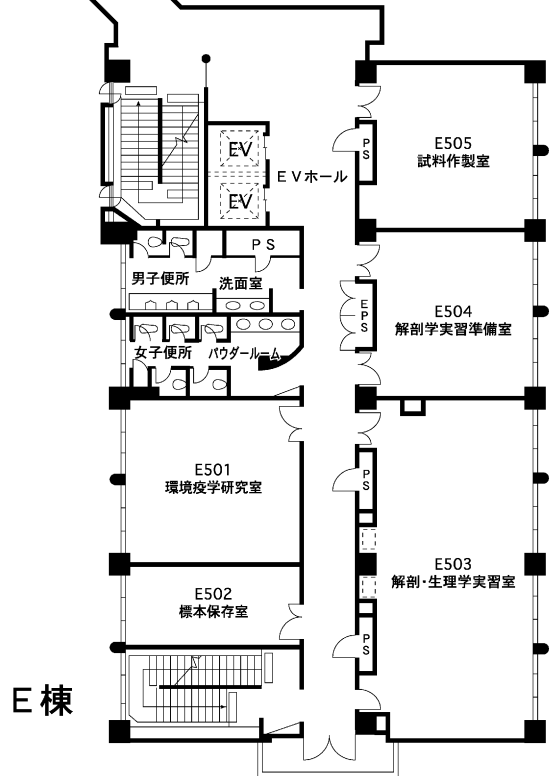 E505
試料作製室
PS
EV
EVホール
EV
PS
男子便所
洗面室
EPS
E504
解剖学実習準備室
女子便所
パウダールーム
E501
環境疫学研究室
PS
E503
解剖・生理学実習室
E502
標本保存室
PS
E棟